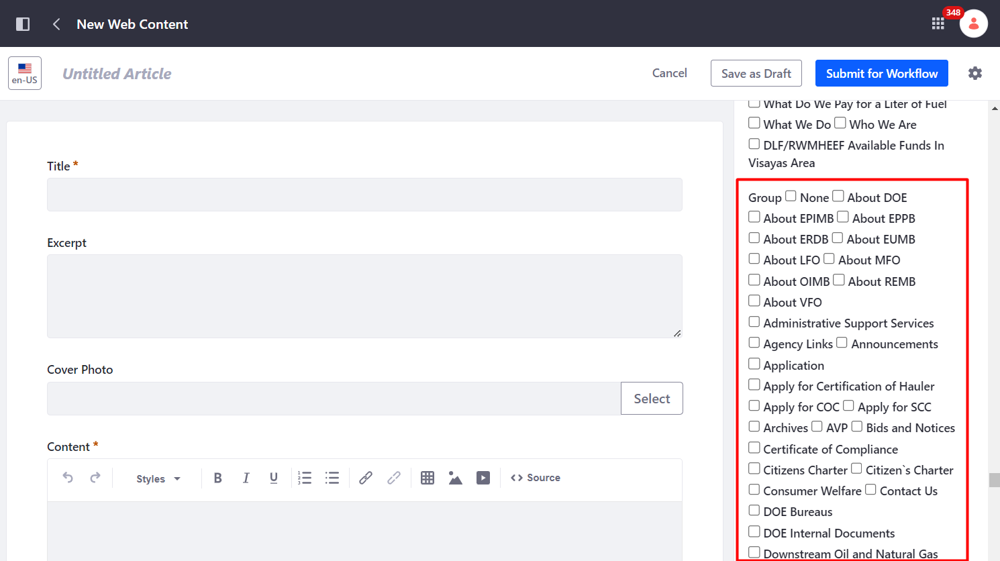 New Web Content
348
en-US
Untitled Article
Cancel
Save as Draft
Submit for Workflow
Title *
Excerpt
Cover Photo
Select
Content *
Styles
B I U
Source
What Do We Pay for a Liter of Fuel
What We Do Who We Are
DLF/RWMHEEF Available Funds In
Visayas Area
Group None About DOE
About EPIMB About EPPB
About ERDB About EUMB
About LFO About MFO
About OIMB About REMB
About VFO
Administrative Support Services
Agency Links Announcements
Application
Apply for Certification of Hauler
Apply for COC Apply for SCC
Archives AVP Bids and Notices
Certificate of Compliance
Citizens Charter Citizen`s Charter
Consumer Welfare Contact Us
DOE Bureaus
DOE Internal Documents
Downstream Oil and Natural Gas